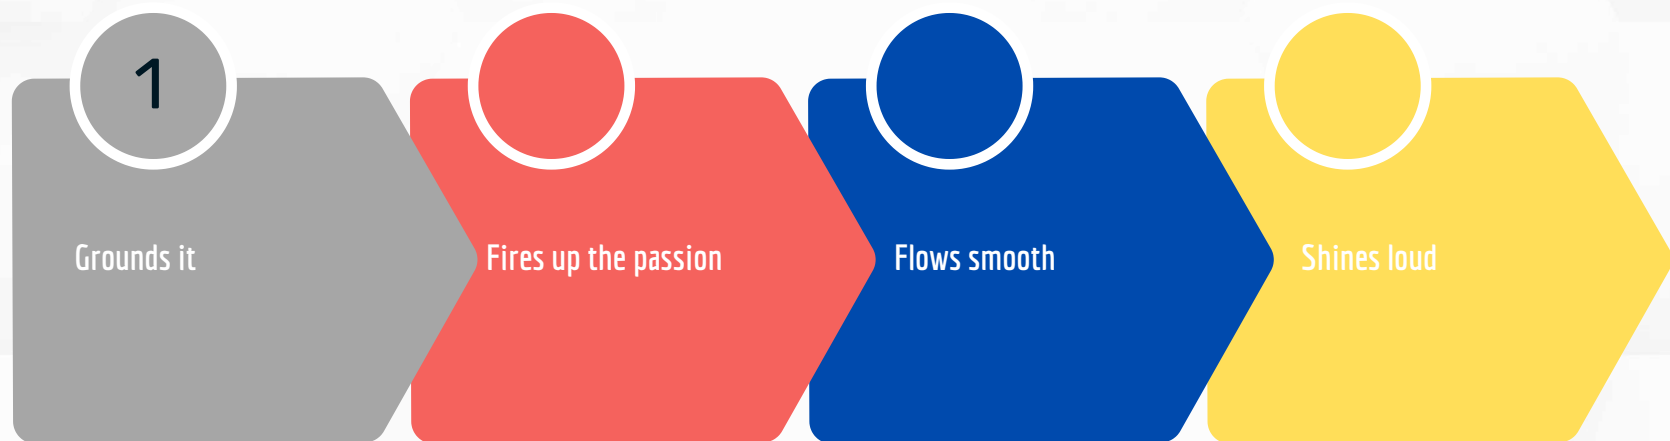 1
Grounds it
Fires up the passion
Flows smooth
Shines loud